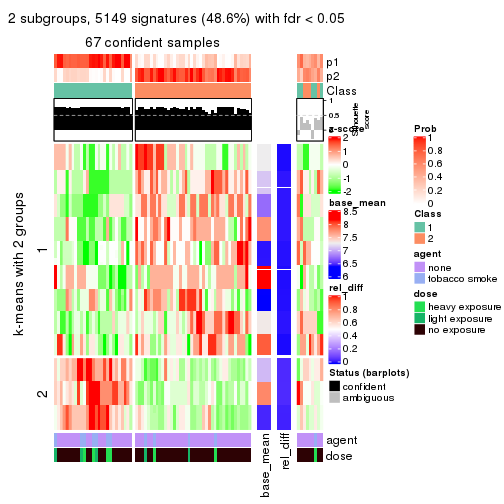 2 subgroups, 5149 signatures (48.6%) with fdr < 0.05
67 confident samples
p1
p2
Class
1
0.5
0
Silhouette
score
z-score
2
1
0
-1
-2
base_mean
8.5
8
7.5
7
6.5
6
rel_diff
1
0.8
0.6
0.4
0.2
0
Status (barplots)
confident
ambiguous
Prob
1
0.8
0.6
0.4
0.2
0
Class
1
2
agent
none
tobacco smoke
dose
heavy exposure
light exposure
no exposure
k-means with 2 groups
1
2
agent
dose
base_mean
rel_diff